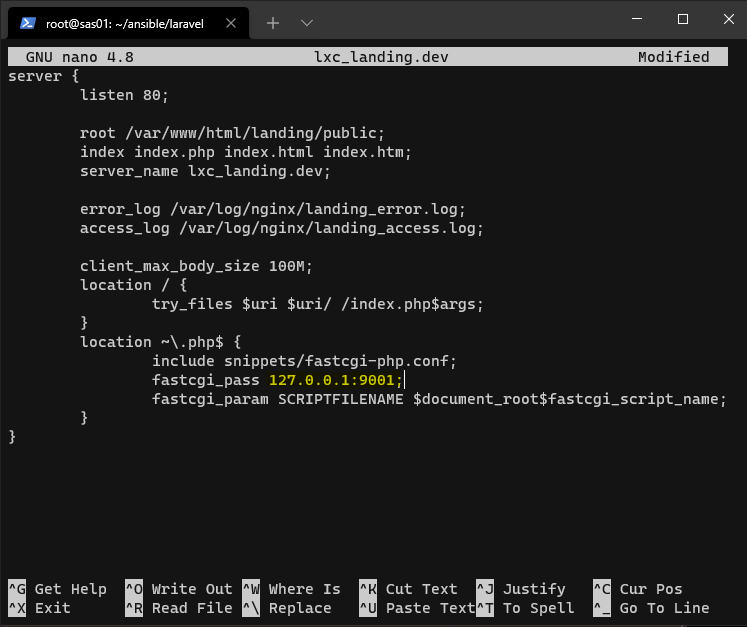 root@sas01: ~/ansible/laravel
GNU nano 4.8 lxc_landing.dev Modified
server {
listen 80;
root /var/www/html/landing/public;
index index.php index.html index.htm;
server_name lxc_landing.dev;
error_log /var/log/nginx/landing_error.log;
access_log /var/log/nginx/landing_access.log;
client_max_body_size 100M;
location / {
try_files $uri $uri/ /index.php$args;
}
location ~\.php$ {
include snippets/fastcgi-php.conf;
fastcgi_pass 127.0.0.1:9001;
fastcgi_param SCRIPTFILENAME $document_root$fastcgi_script_name;
}
}
^G Get Help ^O Write Out ^W Where Is ^K Cut Text ^J Justify ^C Cur Pos
^X Exit ^R Read File ^\ Replace ^U Paste Text ^T To Spell ^_ Go To Line